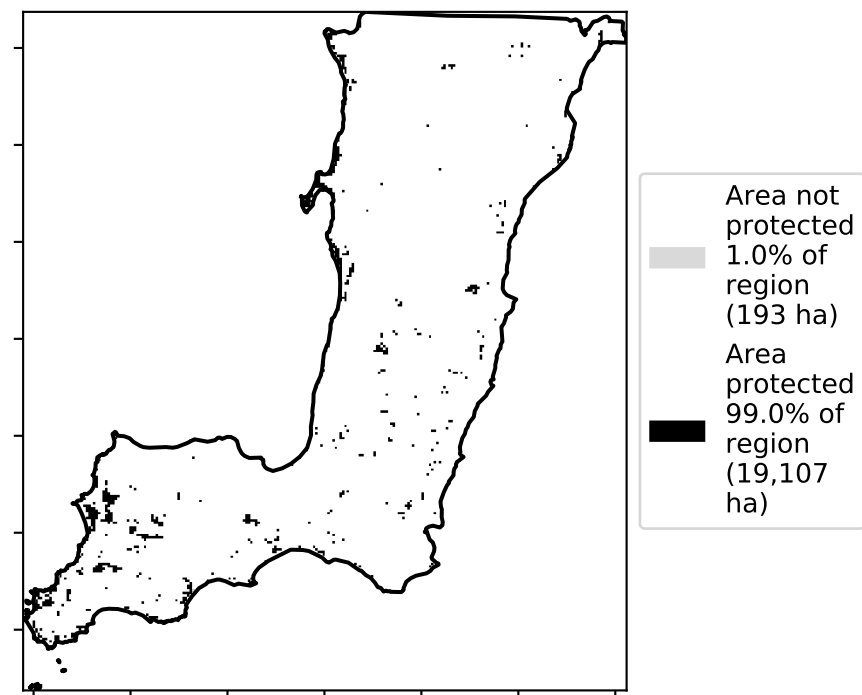 Area not
protected
1.0% of
region
(193 ha)
Area
protected
99.0% of
region
(19,107
ha)